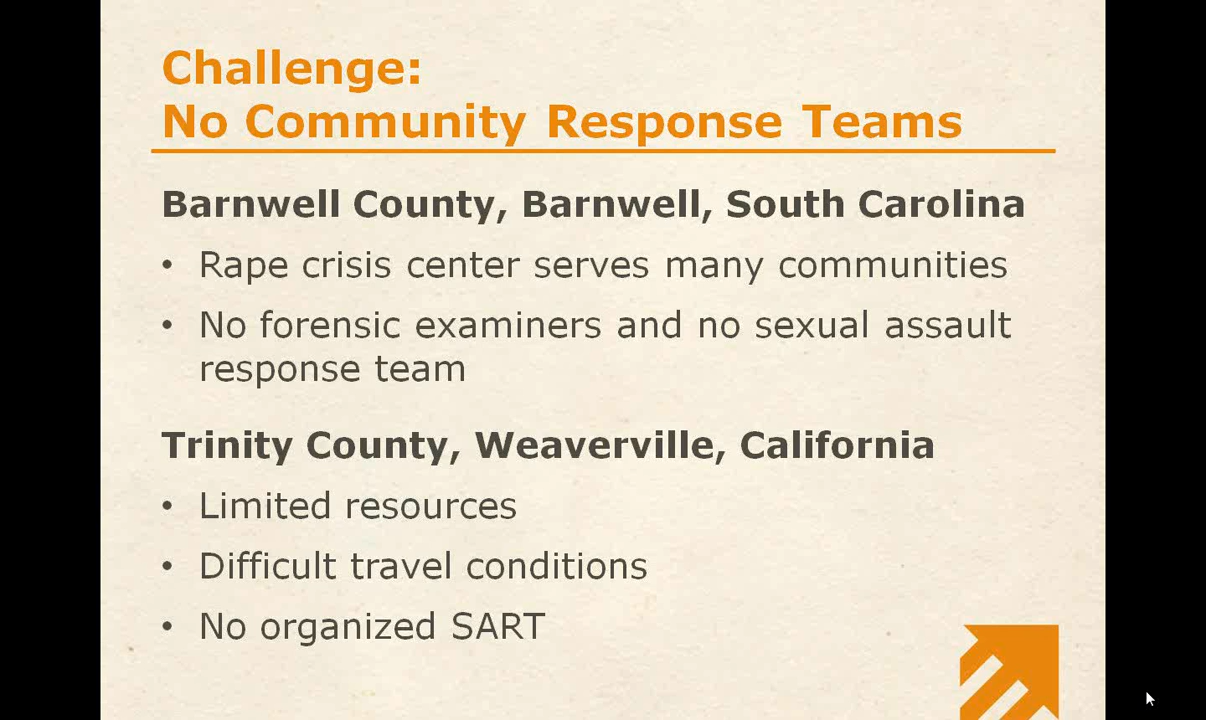 Challenge:
No Community Response Teams
Barnwell County, Barnwell, South Carolina
• Rape crisis center serves many communities
• No forensic examiners and no sexual assault
response team
Trinity County, Weaverville, California
• Limited resources
• Difficult travel conditions
• No organized SART